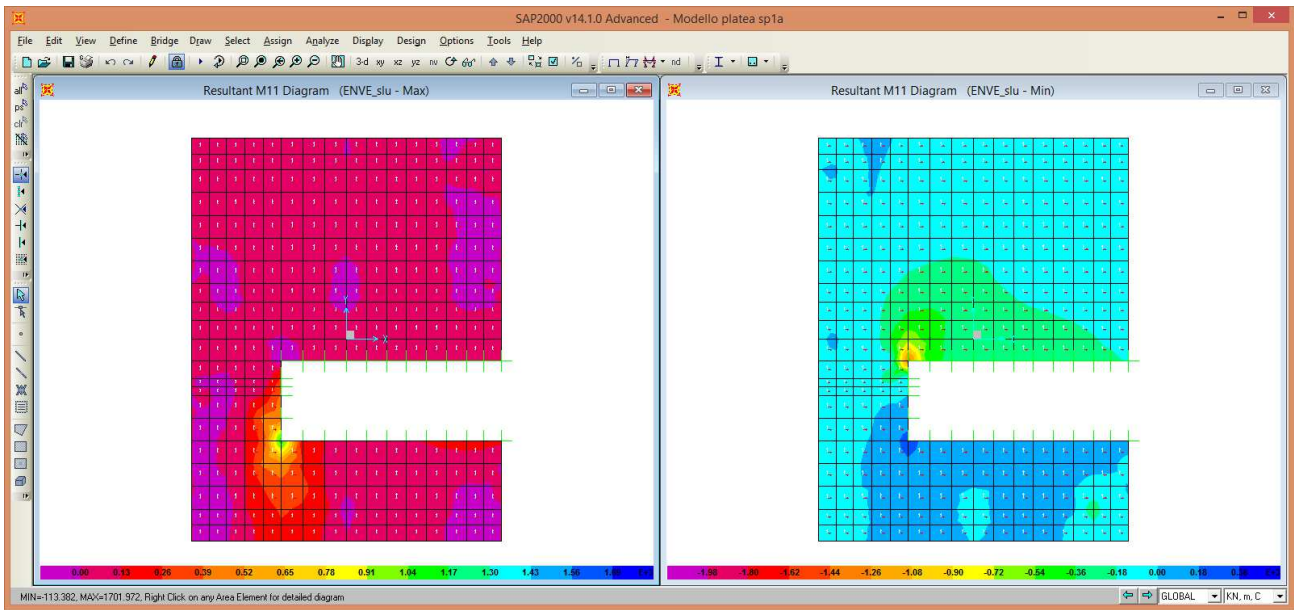 SAP2000 v14.1.0 Advanced - Modello platea sp1a
File Edit View Define Bridge Draw Select Assign Analyze Display Design Options Tools Help
3-d xy xz yz nv nd
all
ps
clr
Resultant M11 Diagram (ENVE_slu - Max)
Resultant M11 Diagram (ENVE_slu - Min)
Y
X
X
0.00 0.13 0.26 0.39 0.52 0.65 0.78 0.91 1.04 1.17 1.30 1.43 1.56
-1.98 -1.80 -1.62 -1.44 -1.26 -1.08 -0.90 -0.72 -0.54 -0.36 -0.18 0.00 0.18
MIN=-113.382, MAX=1701.972, Right Click on any Area Element for detailed diagram
GLOBAL
KN, m, C